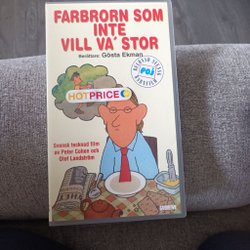 FARBRORN SOM
INTE
VILL VA' STOR
Berättare: Gösta Ekman
POJ
HOTPRICE
Svensk tecknad film
av Peter Cohen och
Olof Landström